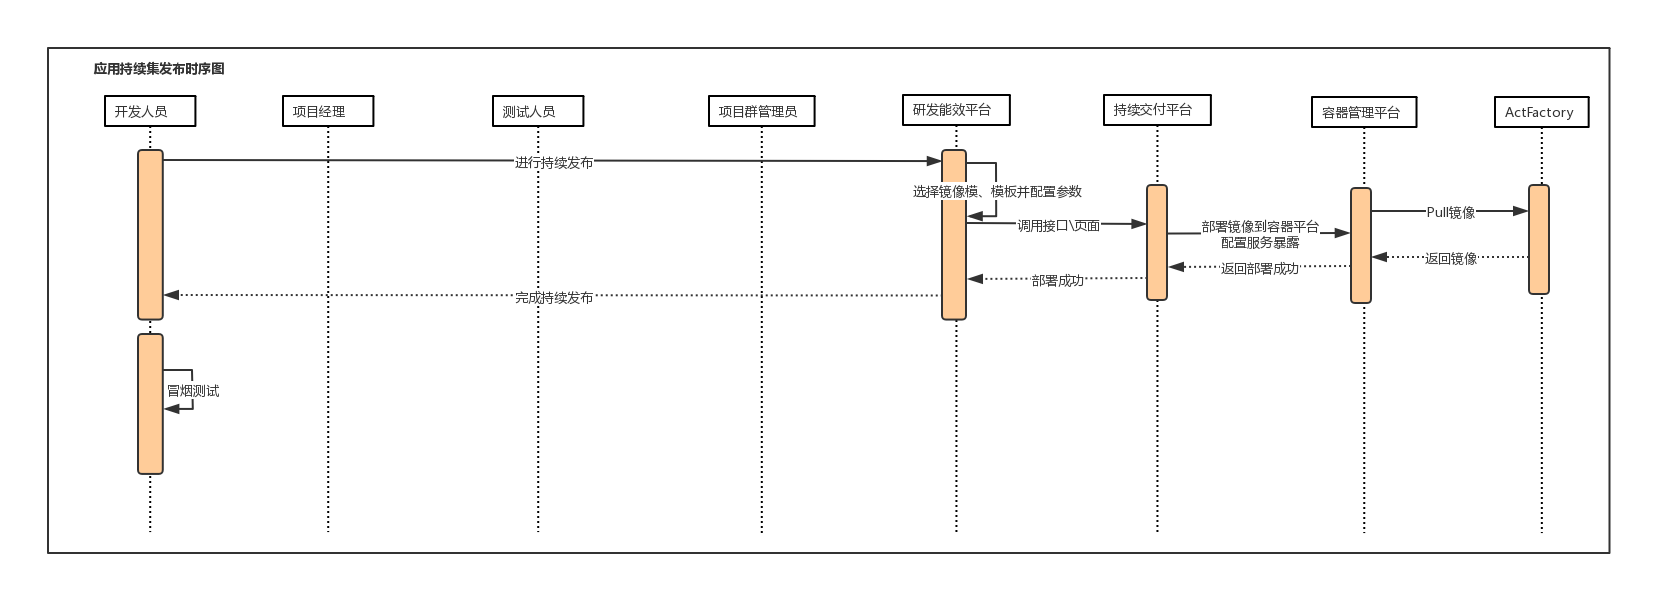 应用持续集发布时序图
开发人员
项目经理
测试人员
项目群管理员
研发能效平台
持续交付平台
容器管理平台
ActFactory
进行持续发布
选择镜像模、模板并配置参数
调用接口\页面
部署镜像到容器平台
配置服务暴露
Pull镜像
返回镜像
返回部署成功
部署成功
完成持续发布
冒烟测试